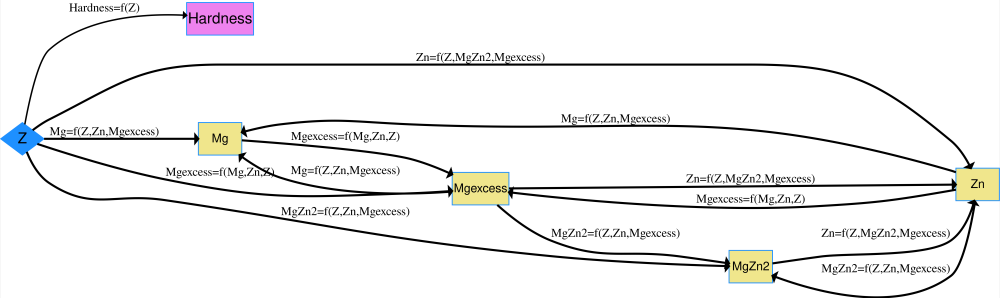 Hardness=f(Z)
Hardness
Zn=f(Z,MgZn2,Mgexcess)
Mg=f(Z,Zn,Mgexcess)
Z
Mg=f(Z,Zn,Mgexcess)
Mg
Mgexcess=f(Mg,Zn,Z)
Mgexcess=f(Mg,Zn,Z)
Mg=f(Z,Zn,Mgexcess)
Mgexcess
Zn=f(Z,MgZn2,Mgexcess)
Zn
Mgexcess=f(Mg,Zn,Z)
MgZn2=f(Z,Zn,Mgexcess)
MgZn2=f(Z,Zn,Mgexcess)
Zn=f(Z,MgZn2,Mgexcess)
MgZn2
MgZn2=f(Z,Zn,Mgexcess)